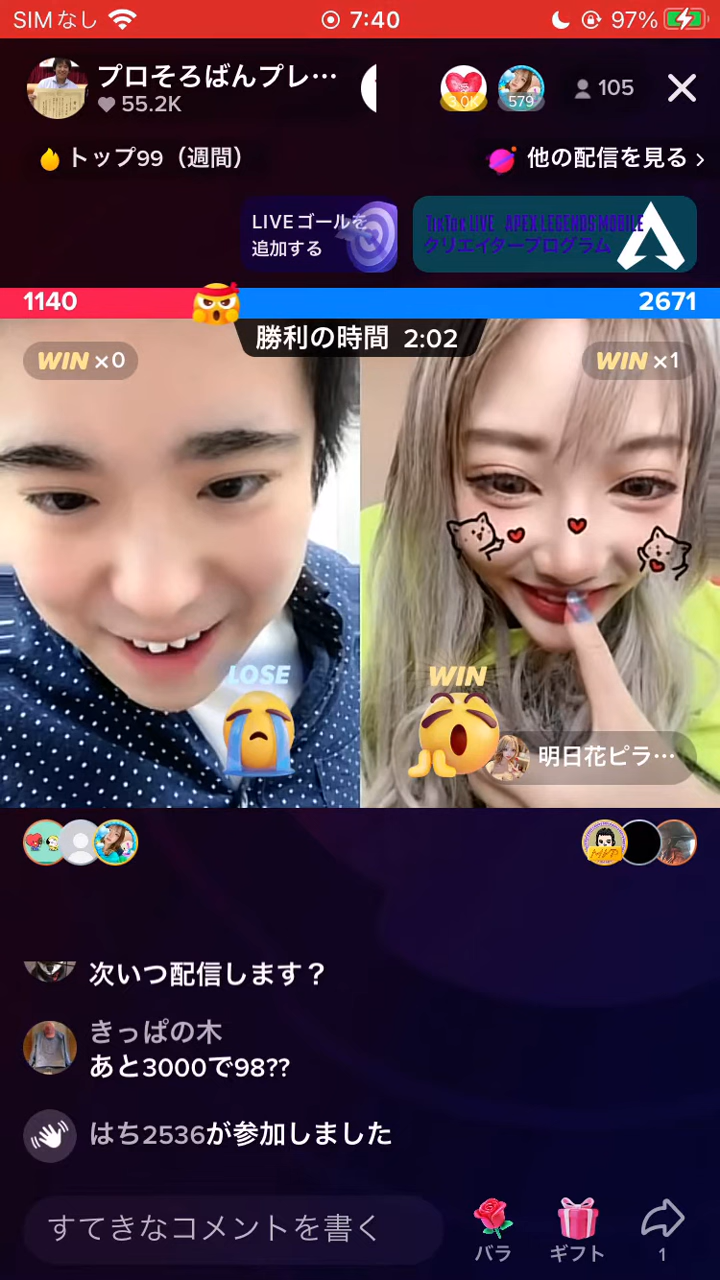 SIMなし
7:40
97%
プロそろばんプレ…
55.2K
3.0K
579
105
トップ99（週間）
他の配信を見る
LIVEゴールを
追加する
TikTok LIVE APEX LEGENDS MOBILE
クリエイタープログラム
1140
2671
勝利の時間 2:02
WIN ×0
WIN ×1
LOSE
WIN
明日花ピラ…
次いつ配信します？
きっぱの木
あと3000で98??
はち2536が参加しました
すてきなコメントを書く
バラ
ギフト
1